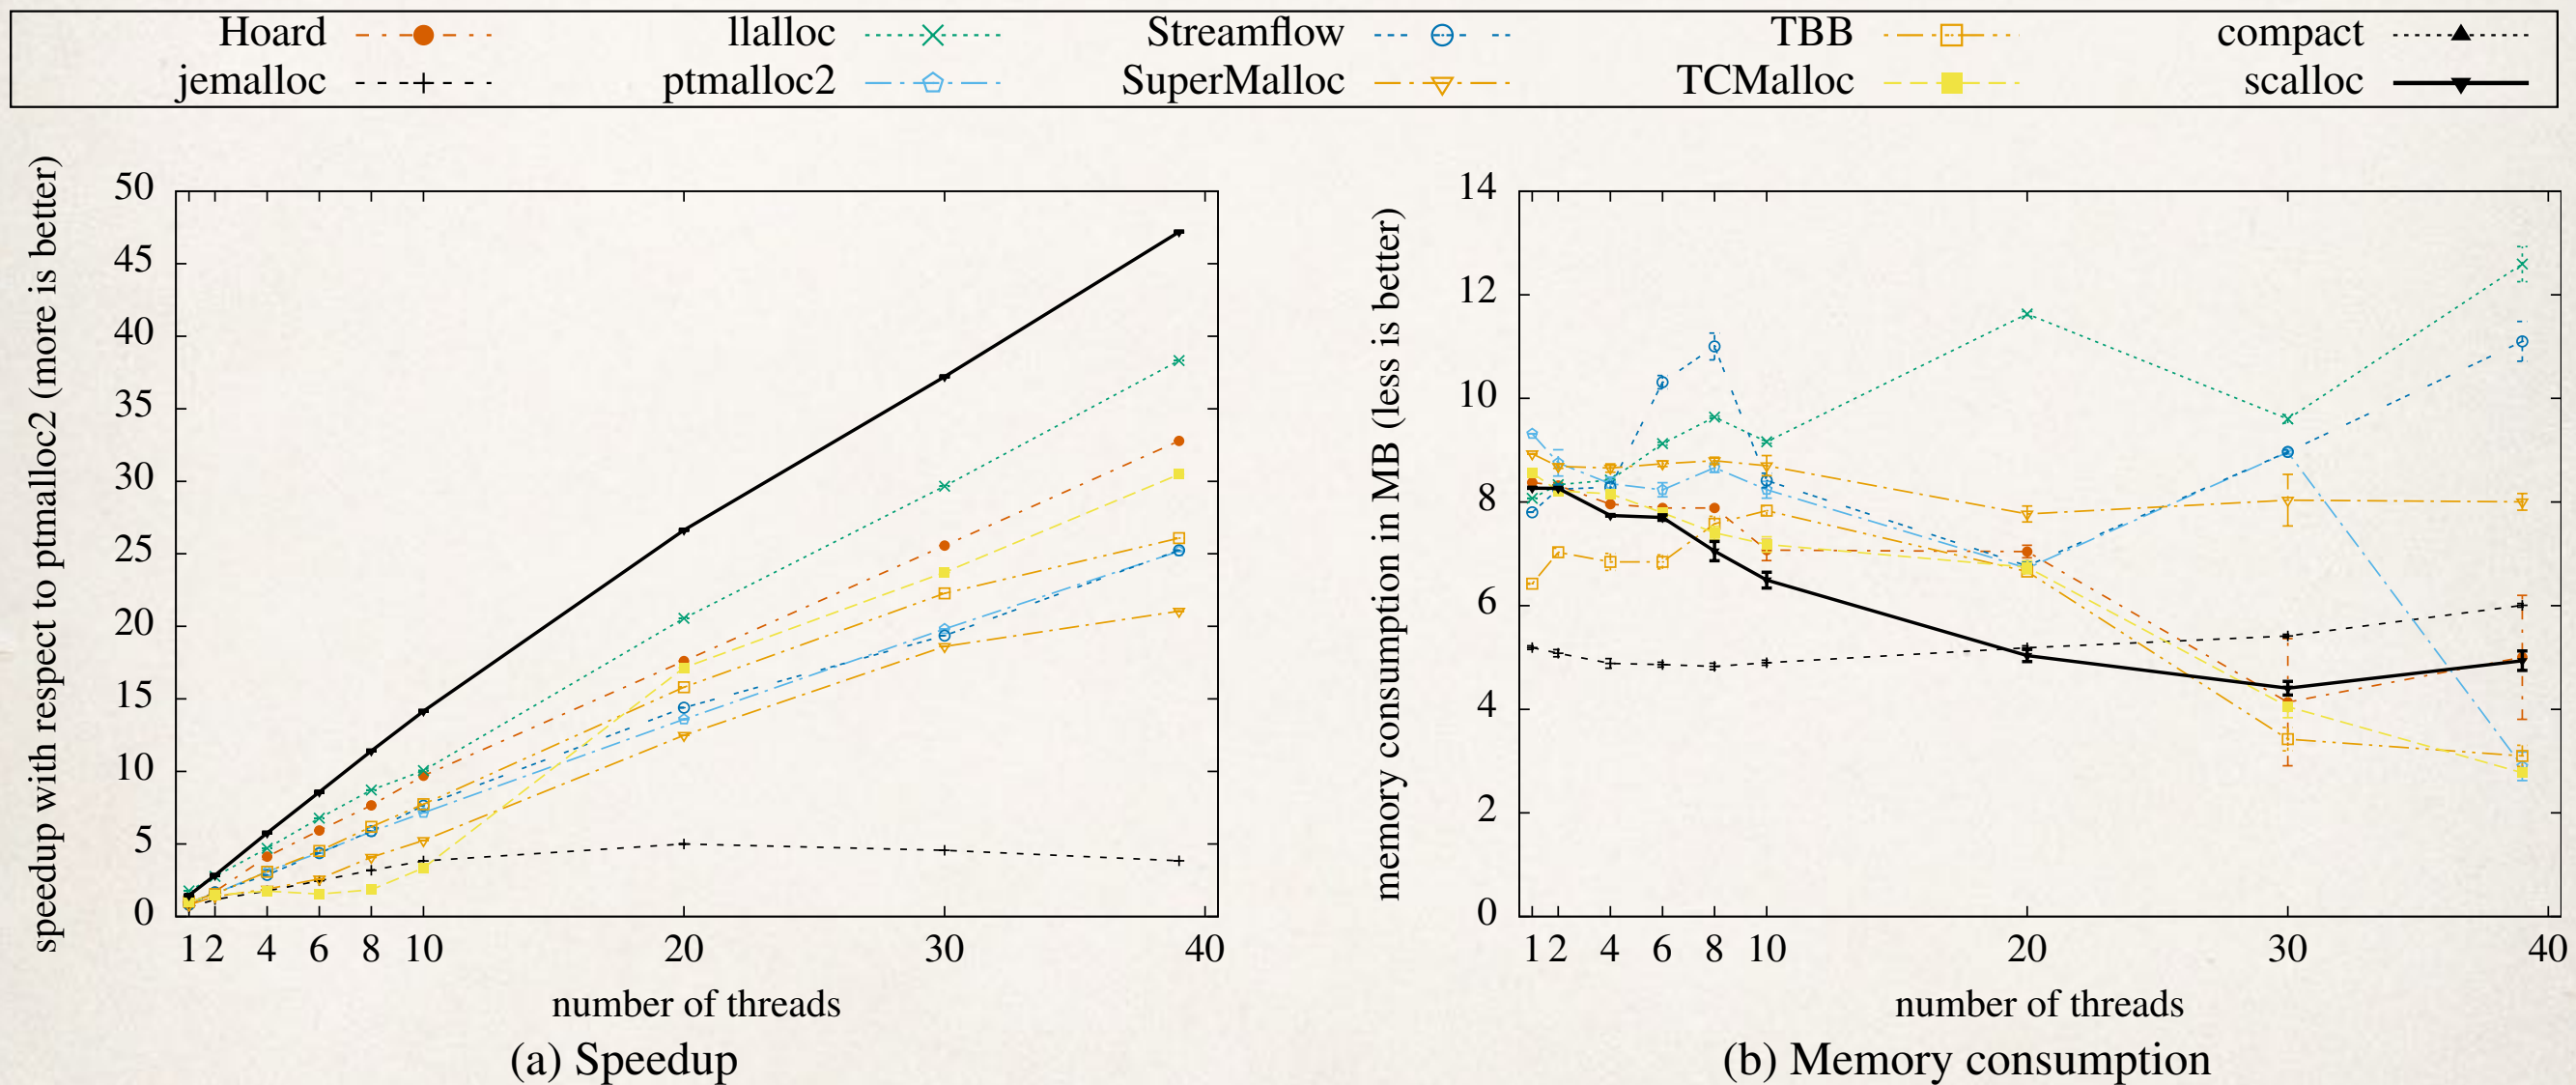 Hoard llalloc Streamflow TBB compact
jemalloc ptmalloc2 SuperMalloc TCMalloc scalloc
speedup with respect to ptmalloc2 (more is better)
50
45
40
35
30
25
20
15
10
5
0
1 2 4 6 8 10 20 30 40
number of threads
(a) Speedup
memory consumption in MB (less is better)
14
12
10
8
6
4
2
0
1 2 4 6 8 10 20 30 40
number of threads
(b) Memory consumption